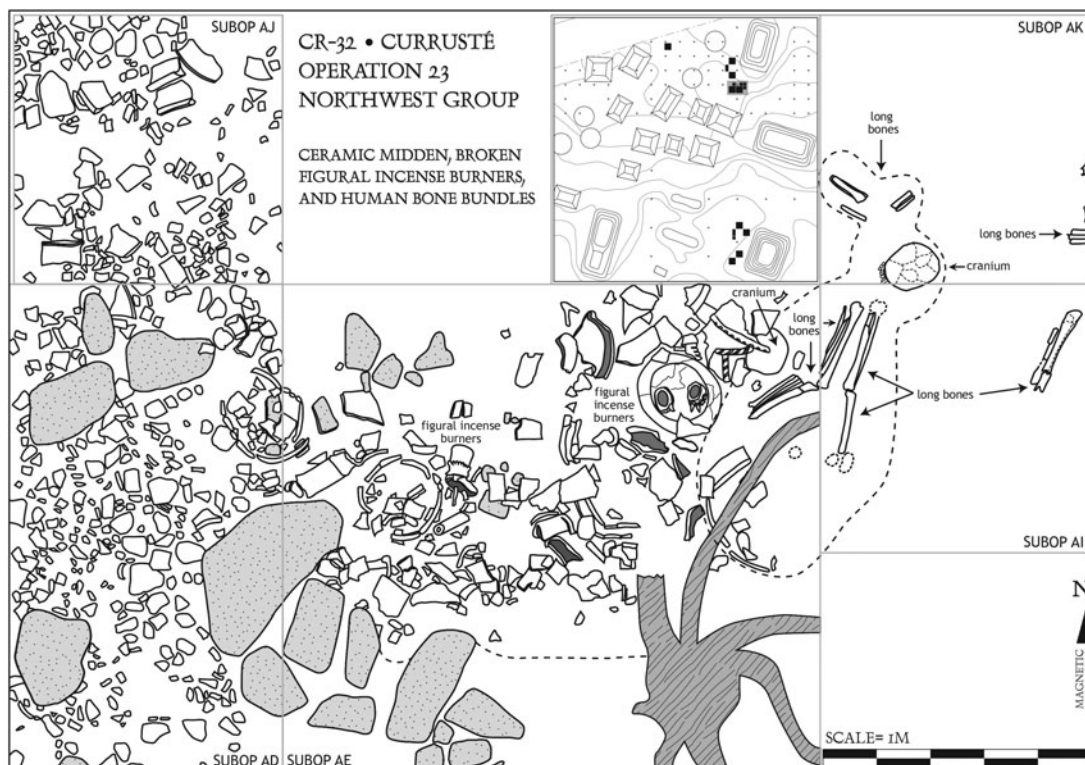 SUBOP AJ
CR-32 • CURRUSTÉ
OPERATION 23
NORTHWEST GROUP
CERAMIC MIDDEN, BROKEN
FIGURAL INCENSE BURNERS,
AND HUMAN BONE BUNDLES
SUBOP AK
long
bones
long bones
cranium
cranium
long
bones
figural
incense
burners
long bones
figural incense
burners
SUBOP AI
N
MAGNETIC
SCALE= 1M
SUBOP AD
SUBOP AE